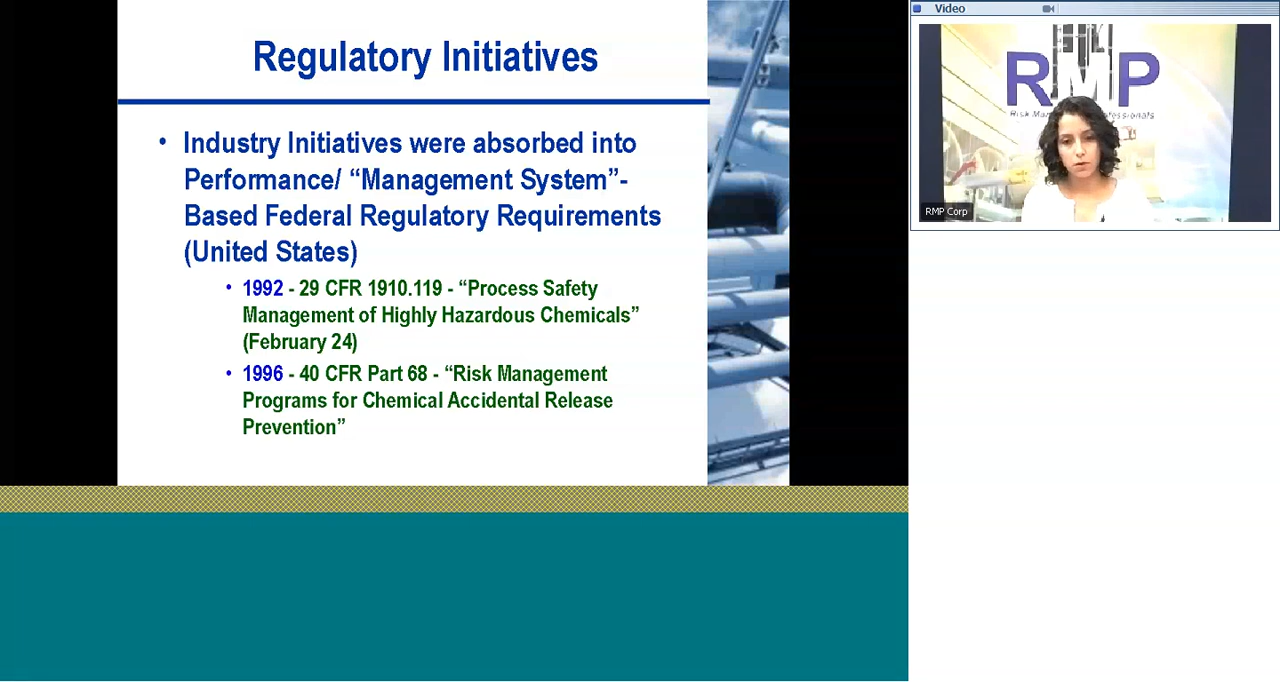 Regulatory Initiatives
• Industry Initiatives were absorbed into
Performance/ “Management System”-
Based Federal Regulatory Requirements
(United States)
• 1992 - 29 CFR 1910.119 - “Process Safety
Management of Highly Hazardous Chemicals”
(February 24)
• 1996 - 40 CFR Part 68 - “Risk Management
Programs for Chemical Accidental Release
Prevention”
Video
RMP
RMP Corp